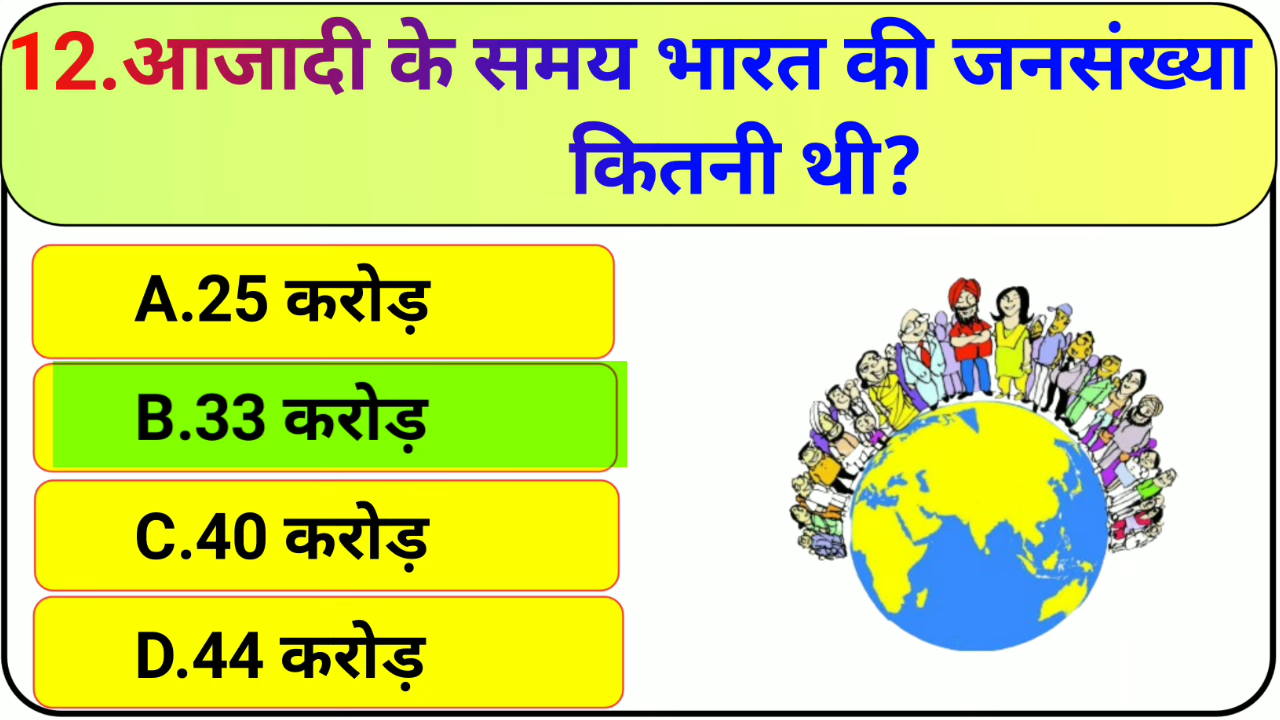 12.आजादी के समय भारत की जनसंख्या
कितनी थी?
A.25 करोड़
B.33 करोड़
C.40 करोड़
D.44 करोड़